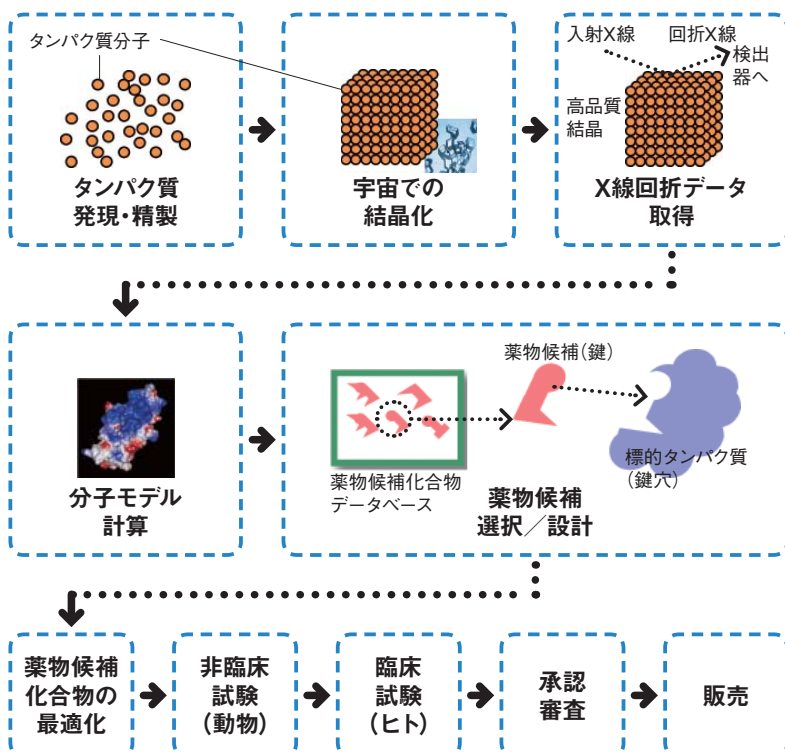 タンパク質分子
タンパク質
発現・精製
宇宙での
結晶化
入射X線
回折X線
検出
器へ
高品質
結晶
X線回折データ
取得
分子モデル
計算
薬物候補(鍵)
薬物候補化合物
データベース
標的タンパク質
(鍵穴)
薬物候補
選択／設計
薬物候補
化合物の
最適化
非臨床
試験
(動物)
臨床
試験
(ヒト)
承認
審査
販売